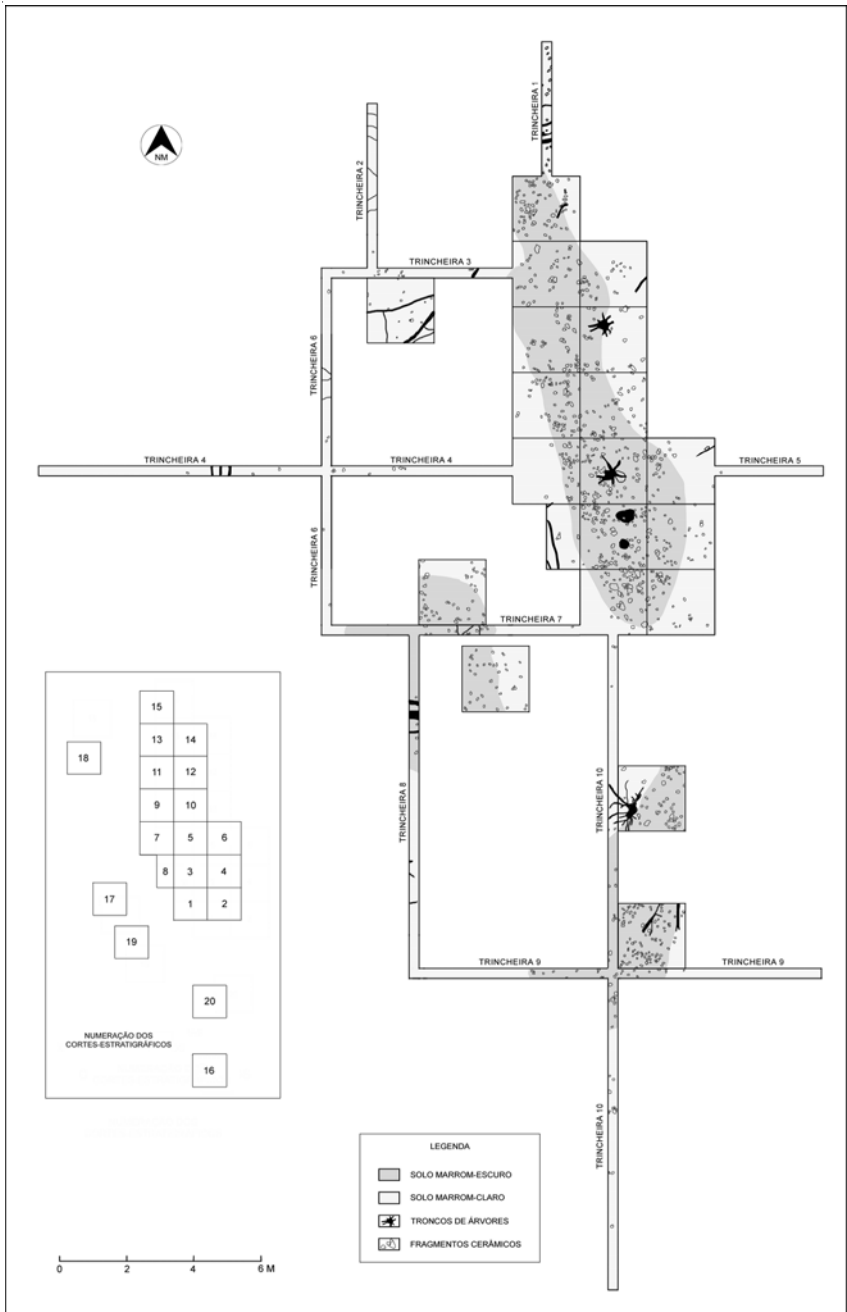 TRINCHEIRA 1
NM
TRINCHEIRA 2
TRINCHEIRA 3
TRINCHEIRA 6
TRINCHEIRA 4
TRINCHEIRA 4
TRINCHEIRA 5
TRINCHEIRA 6
TRINCHEIRA 7
TRINCHEIRA 8
TRINCHEIRA 10
TRINCHEIRA 9
TRINCHEIRA 9
TRINCHEIRA 10
15
13 14
18
11 12
9 10
7 5 6
8 3 4
17
1 2
19
20
NUMERAÇÃO DOS
CORTES-ESTRATIGRÁFICOS
16
LEGENDA
SOLO MARROM-ESCURO
SOLO MARROM-CLARO
TRONCOS DE ÁRVORES
FRAGMENTOS CERÂMICOS
0 2 4 6 M